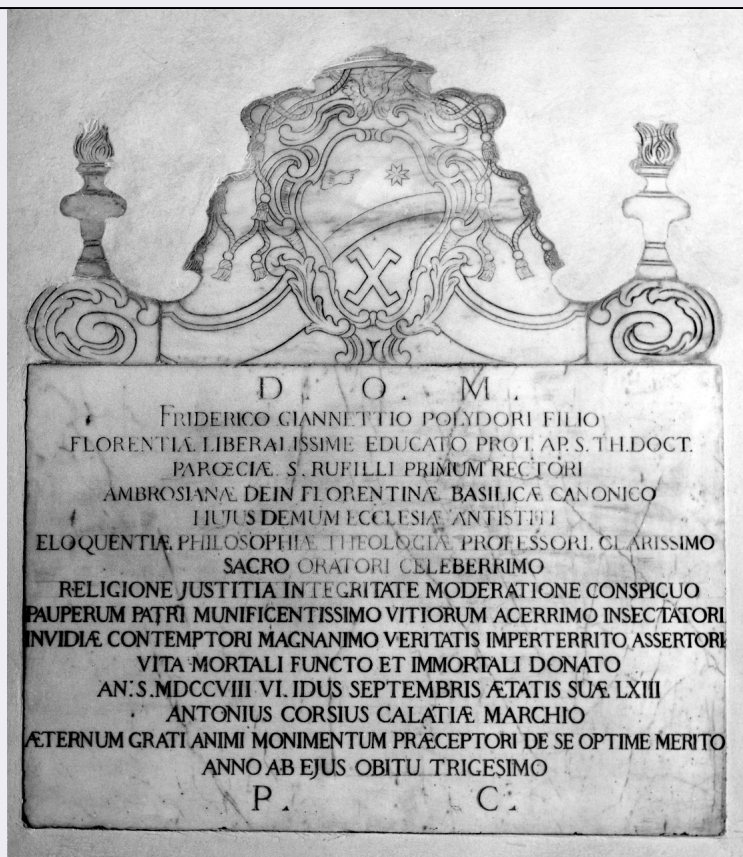 D. O. M.
FRIDERICO GIANNETTIO POLYDORI FILIO
FLORENTIÆ LIBERALISSIME EDUCATO PROT. AP. S. TH. DOCT.
PARŒCIÆ S. RUFILLI PRIMUM RECTORI
AMBROSIANÆ DEIN FLORENTINÆ BASILICÆ CANONICO
HUJUS DEMUM ECCLESIÆ ANTISTITI
ELOQUENTIÆ PHILOSOPHIÆ THEOLOGIÆ PROFESSORI CLARISSIMO
SACRO ORATORI CELEBERRIMO
RELIGIONE JUSTITIA INTEGRITATE MODERATIONE CONSPICUO
PAUPERUM PATRI MUNIFICENTISSIMO VITIORUM ACERRIMO INSECTATORI
INVIDIÆ CONTEMPTORI MAGNANIMO VERITATIS IMPERTERRITO ASSERTORI
VITA MORTALI FUNCTO ET IMMORTALI DONATO
AN. S. MDCCVIII VI. IDUS SEPTEMBRIS ÆTATIS SUÆ LXIII
ANTONIUS CORSIUS CALATIÆ MARCHIO
ÆTERNUM GRATI ANIMI MONIMENTUM PRÆCEPTORI DE SE OPTIME MERITO
ANNO AB EJUS OBITU TRIGESIMO
P. C.